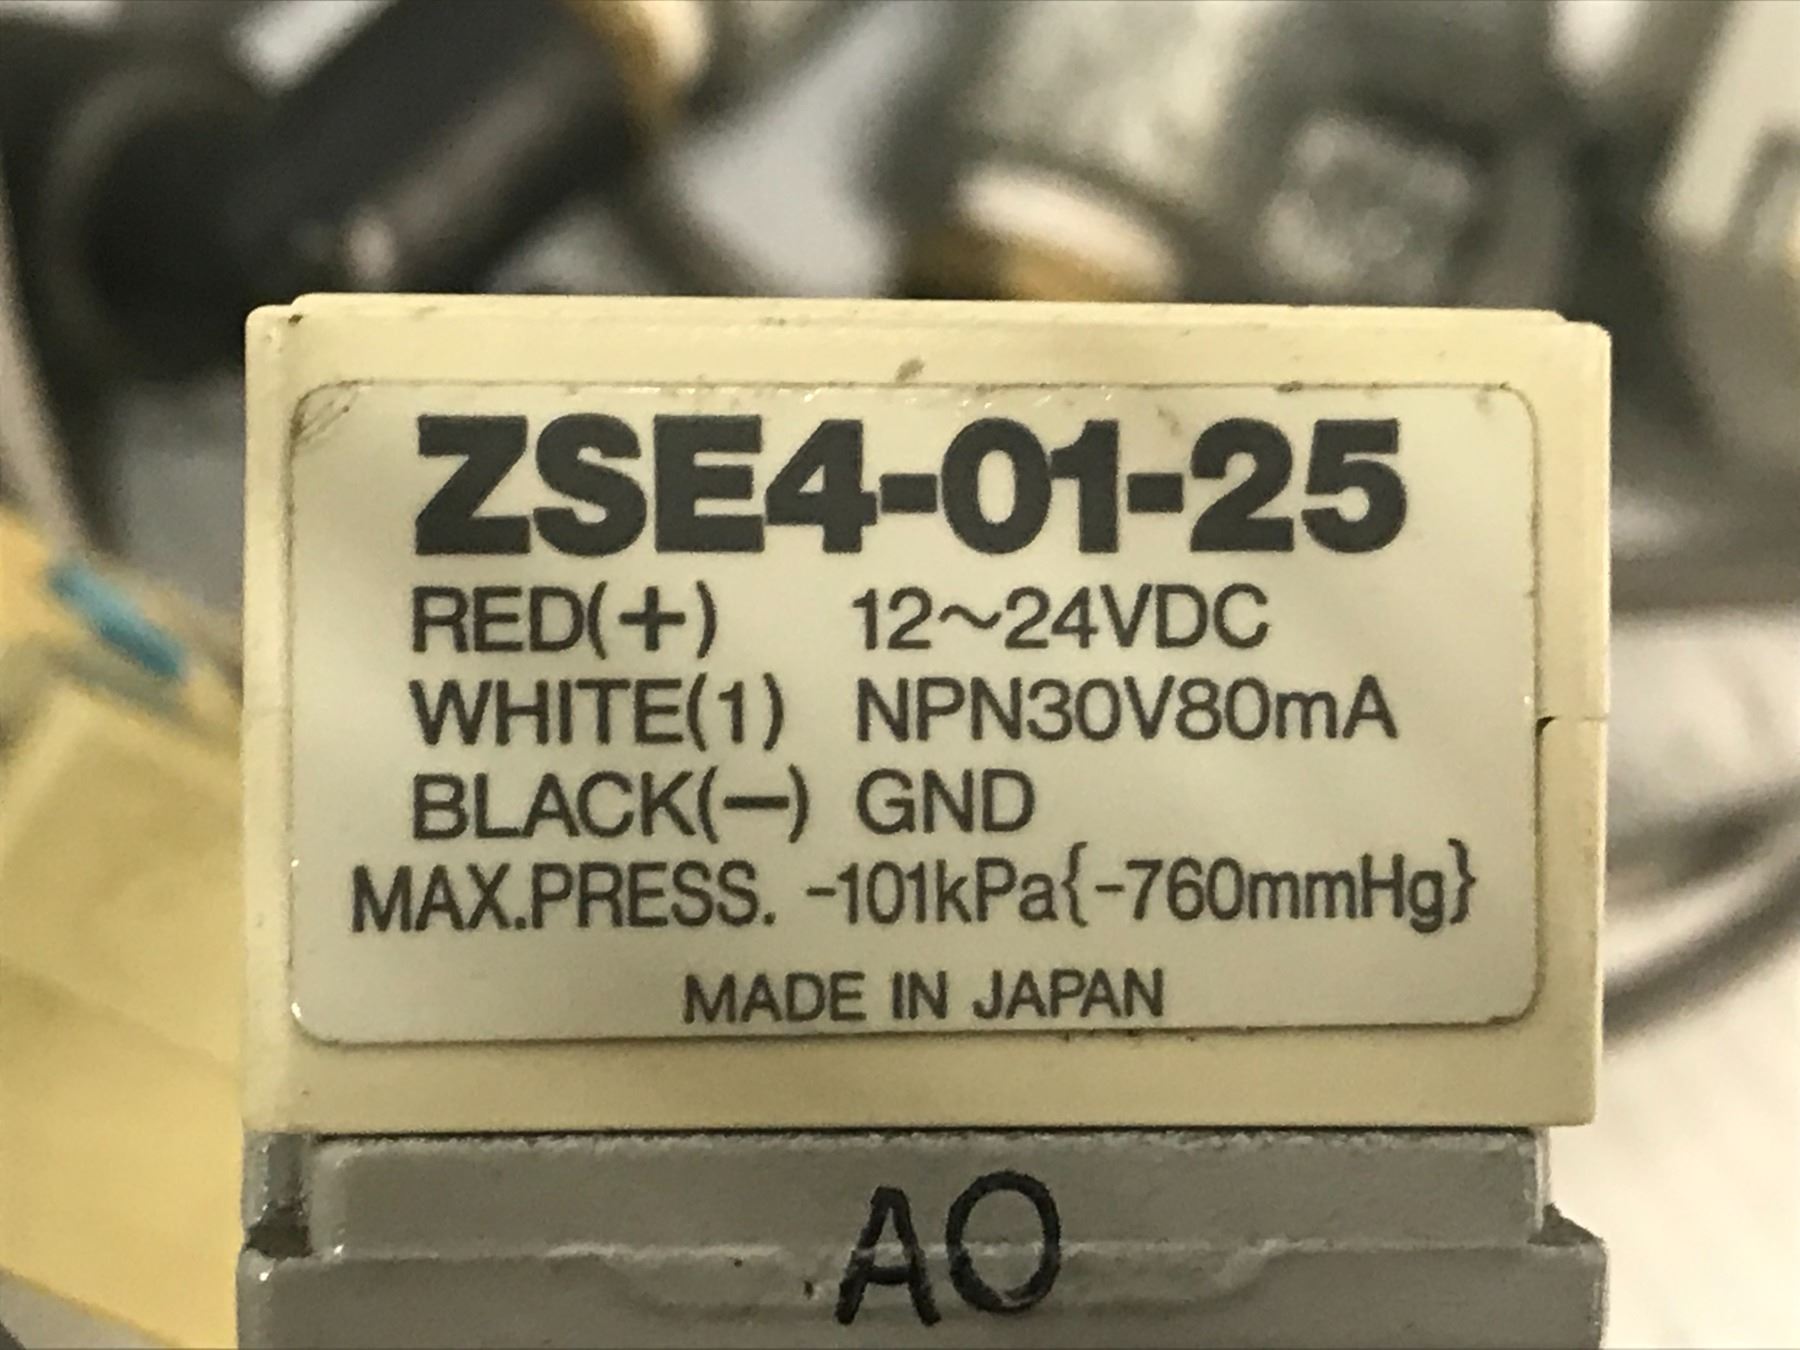 ZSE4-01-25
RED(+) 12~24VDC
WHITE(1) NPN30V80mA
BLACK(−) GND
MAX.PRESS. -101kPa{-760mmHg}
MADE IN JAPAN
AO